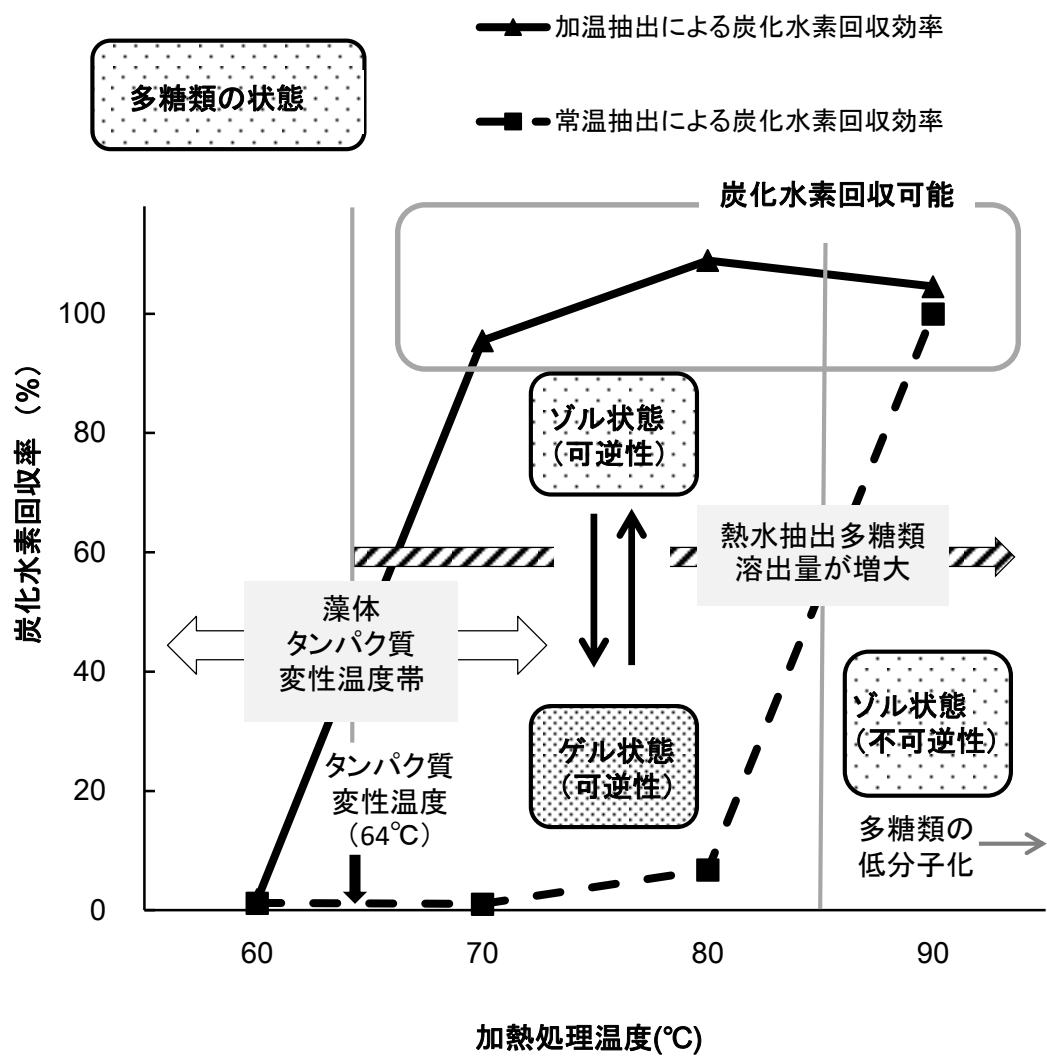 加温抽出による炭化水素回収効率
多糖類の状態
常温抽出による炭化水素回収効率
炭化水素回収可能
100
80
60
40
20
0
炭化水素回収率（%）
ゾル状態
（可逆性）
熱水抽出多糖類
溶出量が増大
藻体
タンパク質
変性温度帯
ゲル状態
（可逆性）
ゾル状態
（不可逆性）
タンパク質
変性温度
（64℃）
多糖類の
低分子化
60
70
80
90
加熱処理温度(℃)